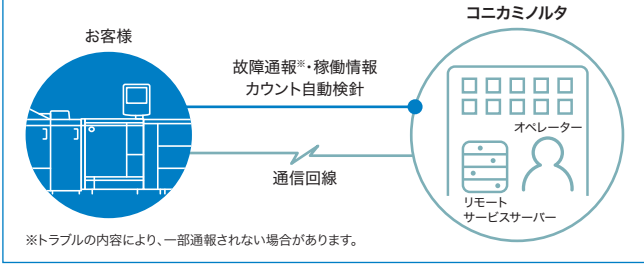 コニカミノルタ
お客様
故障通報※・稼働情報
カウント自動検針
オペレーター
通信回線
リモート
サービスサーバー
※トラブルの内容により、一部通報されない場合があります。